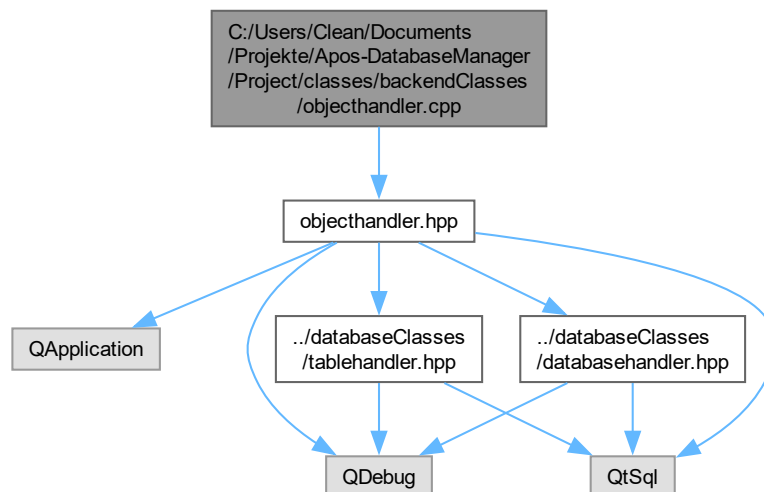 C:/Users/Clean/Documents
/Projekte/Apos-DatabaseManager
/Project/classes/backendClasses
/objecthandler.cpp
objecthandler.hpp
QApplication
../databaseClasses
/tablehandler.hpp
../databaseClasses
/databasehandler.hpp
QDebug
QtSql